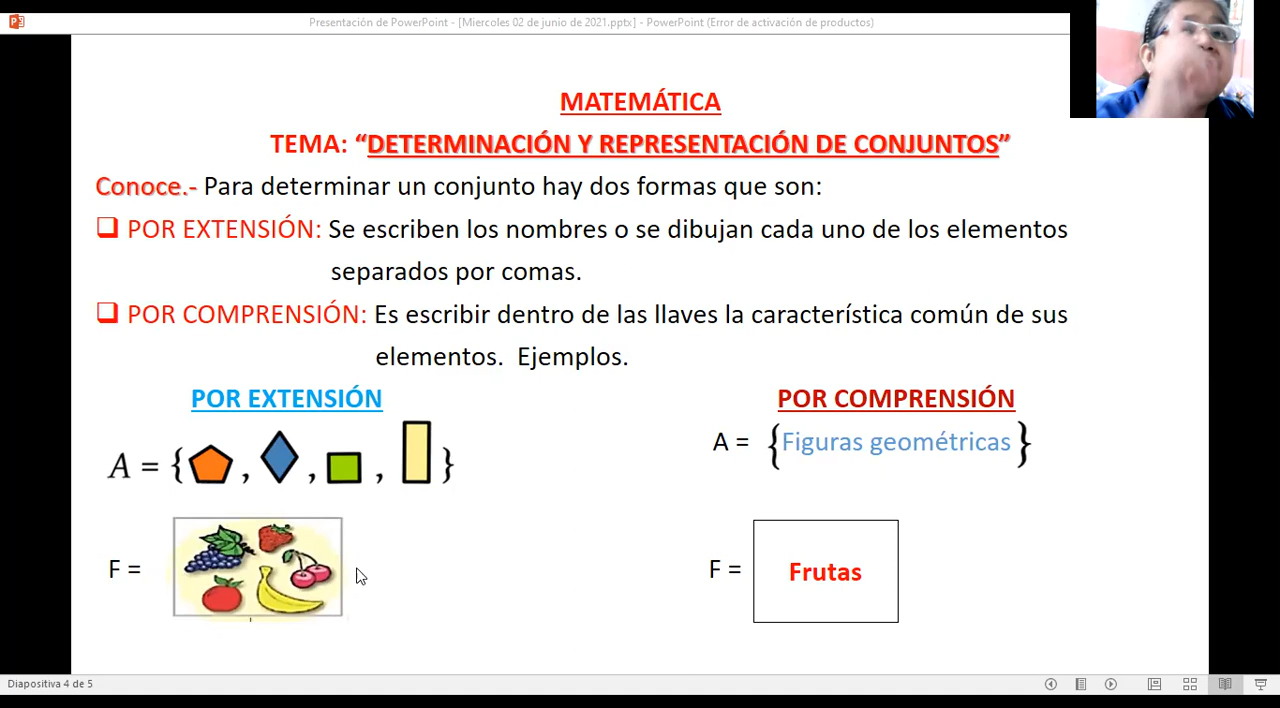 Presentación de PowerPoint - [Miercoles 02 de junio de 2021.pptx] - PowerPoint (Error de activación de productos)
MATEMÁTICA
TEMA: “DETERMINACIÓN Y REPRESENTACIÓN DE CONJUNTOS”
Conoce.- Para determinar un conjunto hay dos formas que son:
POR EXTENSIÓN: Se escriben los nombres o se dibujan cada uno de los elementos
separados por comas.
POR COMPRENSIÓN: Es escribir dentro de las llaves la característica común de sus
elementos. Ejemplos.
POR EXTENSIÓN
A = { , , , }
F =
POR COMPRENSIÓN
A = {Figuras geométricas}
F = Frutas
Diapositiva 4 de 5